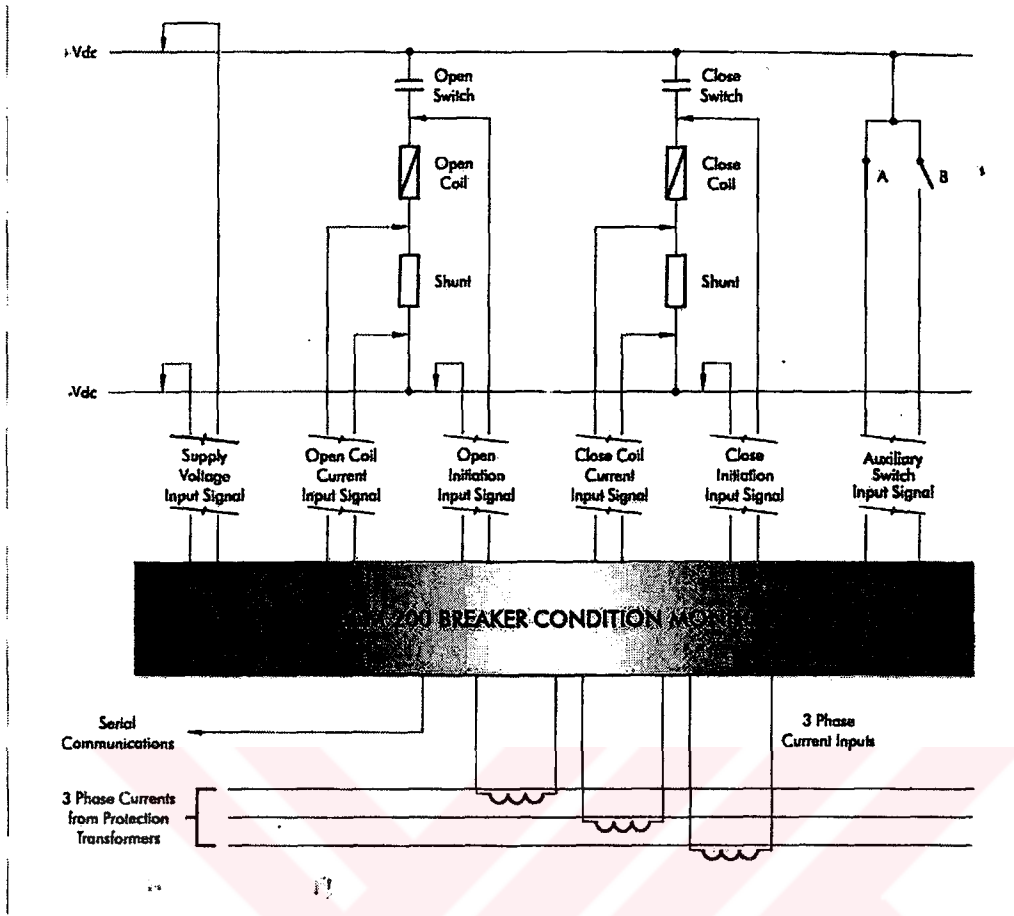 +Vdc
Open
Switch
Close
Switch
Open
Coil
Close
Coil
A
B
Shunt
Shunt
-Vdc
Supply
Voltage
Input Signal
Open Coil
Current
Input Signal
Open
Initiation
Input Signal
Close Coil
Current
Input Signal
Close
Initiation
Input Signal
Auxiliary
Switch
Input Signal
200 BREAKER CONDITION
Serial
Communications
3 Phase
Current Inputs
3 Phase Currents
from Protection
Transformers